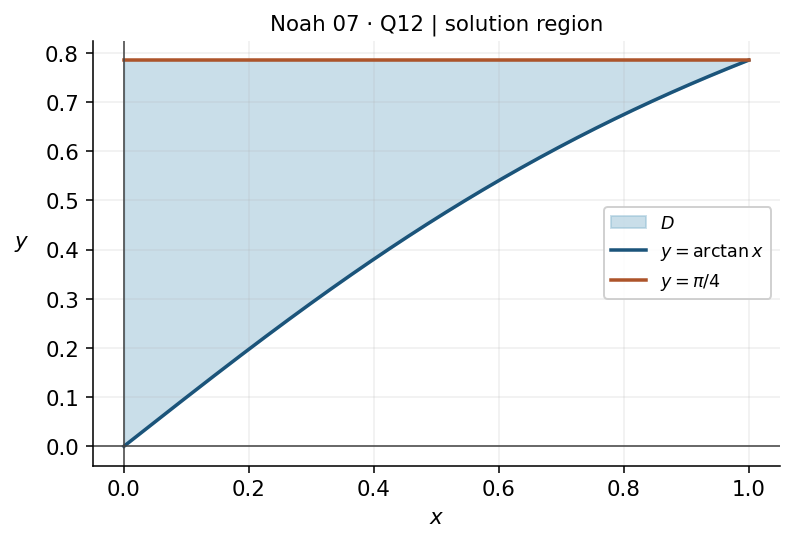 Noah 07 · Q12 | solution region
0.8
0.7
0.6
0.5
0.4
0.3
0.2
0.1
0.0
y
D
y = arctan x
y = π/4
0.0 0.2 0.4 0.6 0.8 1.0
x